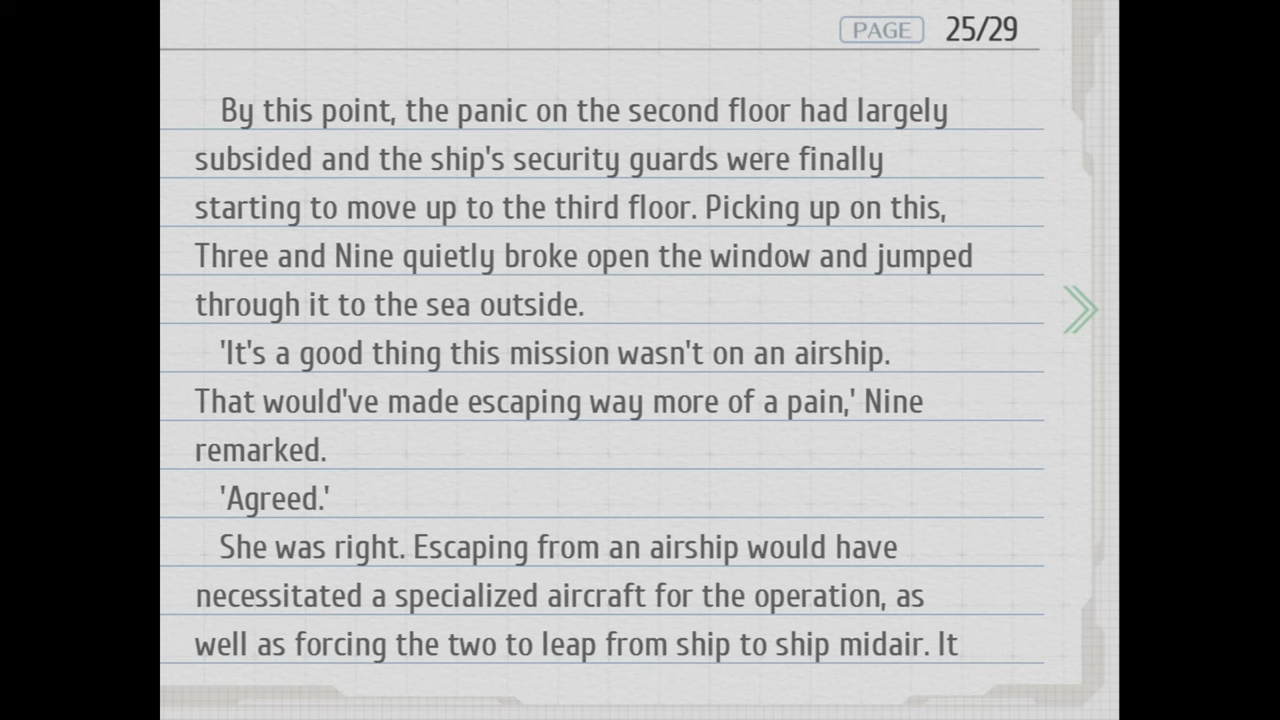 PAGE 25/29
By this point, the panic on the second floor had largely
subsided and the ship's security guards were finally
starting to move up to the third floor. Picking up on this,
Three and Nine quietly broke open the window and jumped
through it to the sea outside.
'It's a good thing this mission wasn't on an airship.
That would've made escaping way more of a pain,' Nine
remarked.
'Agreed.'
She was right. Escaping from an airship would have
necessitated a specialized aircraft for the operation, as
well as forcing the two to leap from ship to ship midair. It